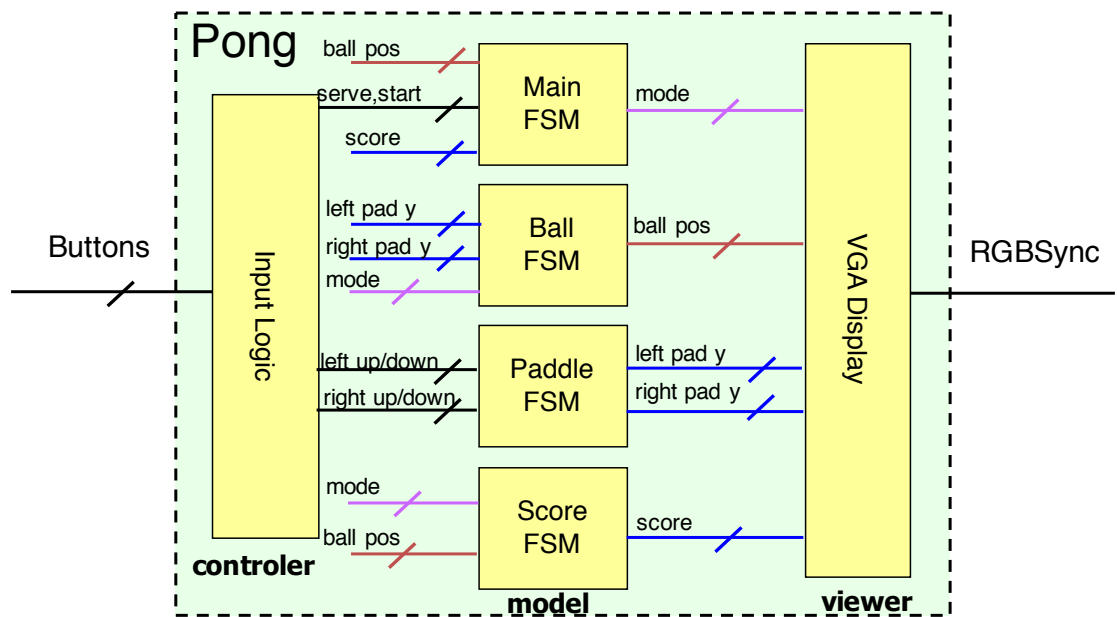 Pong
ball pos
serve,start
score
Main
FSM
mode
left pad y
right pad y
mode
Ball
FSM
ball pos
Buttons
Input Logic
VGA Display
RGBSync
left up/down
right up/down
Paddle
FSM
left pad y
right pad y
mode
ball pos
Score
FSM
score
controler
model
viewer